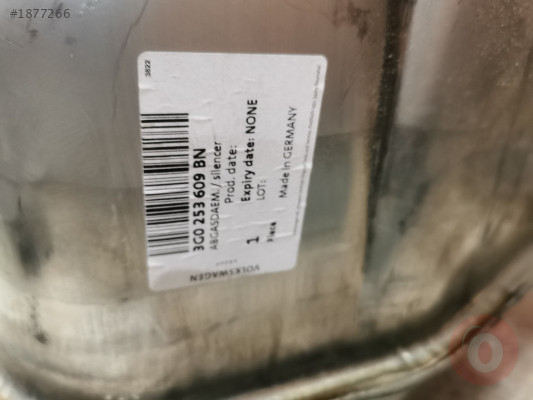 #1877266
3822
3G0 253 609 BN
ABGASDAEM. / silencer
Prod. date:
Expiry date: NONE
LOT:
1 Piece
Made in GERMANY
VOLKSWAGEN